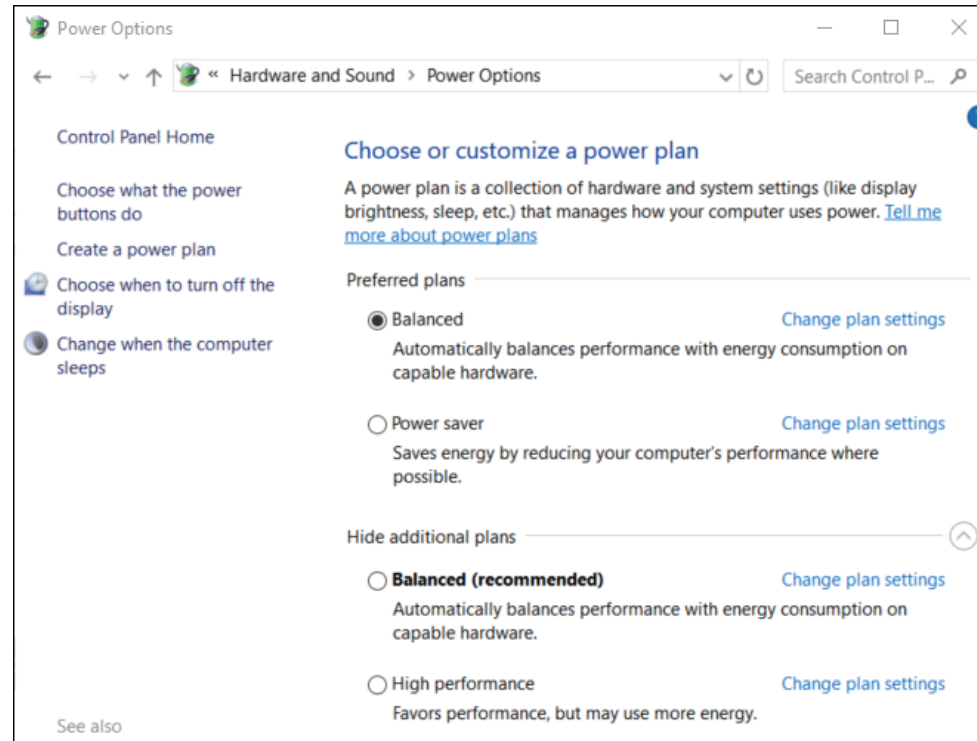 Power Options
« Hardware and Sound > Power Options
Search Control P...
Control Panel Home
Choose what the power
buttons do
Create a power plan
Choose when to turn off the
display
Change when the computer
sleeps
See also
Choose or customize a power plan
A power plan is a collection of hardware and system settings (like display
brightness, sleep, etc.) that manages how your computer uses power. Tell me
more about power plans
Preferred plans
Balanced
Change plan settings
Automatically balances performance with energy consumption on
capable hardware.
Power saver
Change plan settings
Saves energy by reducing your computer's performance where
possible.
Hide additional plans
Balanced (recommended)
Change plan settings
Automatically balances performance with energy consumption on
capable hardware.
High performance
Change plan settings
Favors performance, but may use more energy.